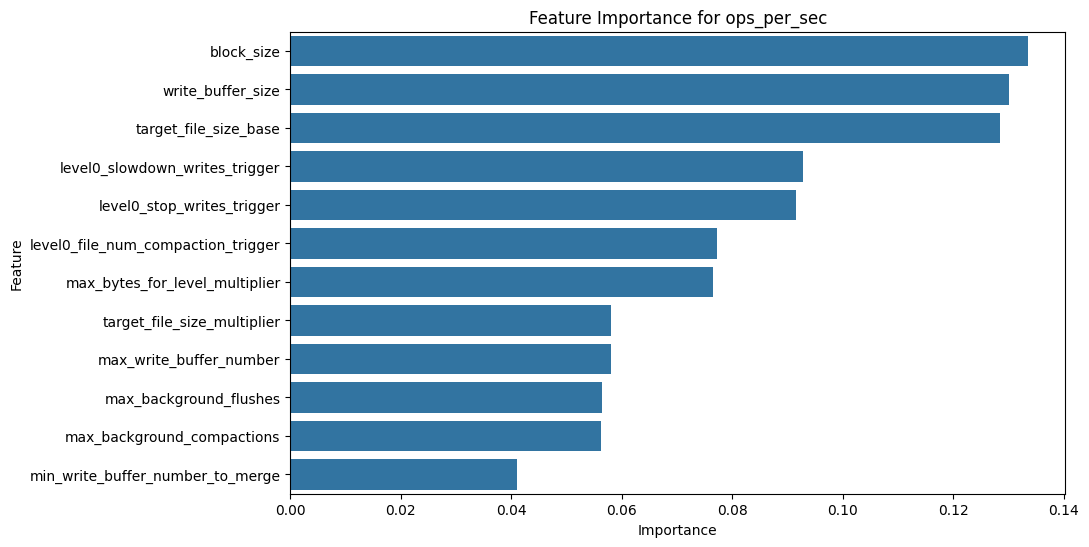 Feature Importance for ops_per_sec
Feature
block_size
write_buffer_size
target_file_size_base
level0_slowdown_writes_trigger
level0_stop_writes_trigger
level0_file_num_compaction_trigger
max_bytes_for_level_multiplier
target_file_size_multiplier
max_write_buffer_number
max_background_flushes
max_background_compactions
min_write_buffer_number_to_merge
0.00 0.02 0.04 0.06 0.08 0.10 0.12 0.14
Importance